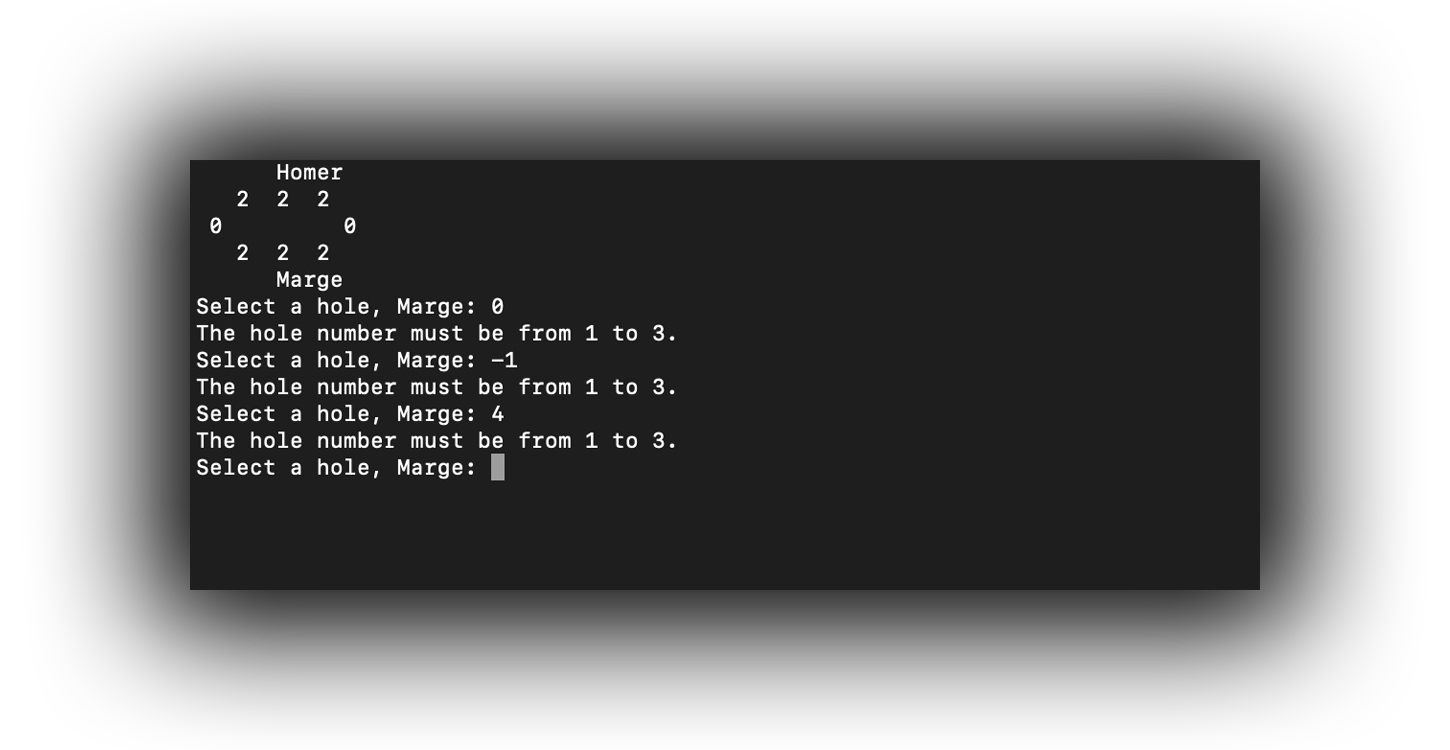 Homer
2 2 2
0 0
2 2 2
Marge
Select a hole, Marge: 0
The hole number must be from 1 to 3.
Select a hole, Marge: −1
The hole number must be from 1 to 3.
Select a hole, Marge: 4
The hole number must be from 1 to 3.
Select a hole, Marge: